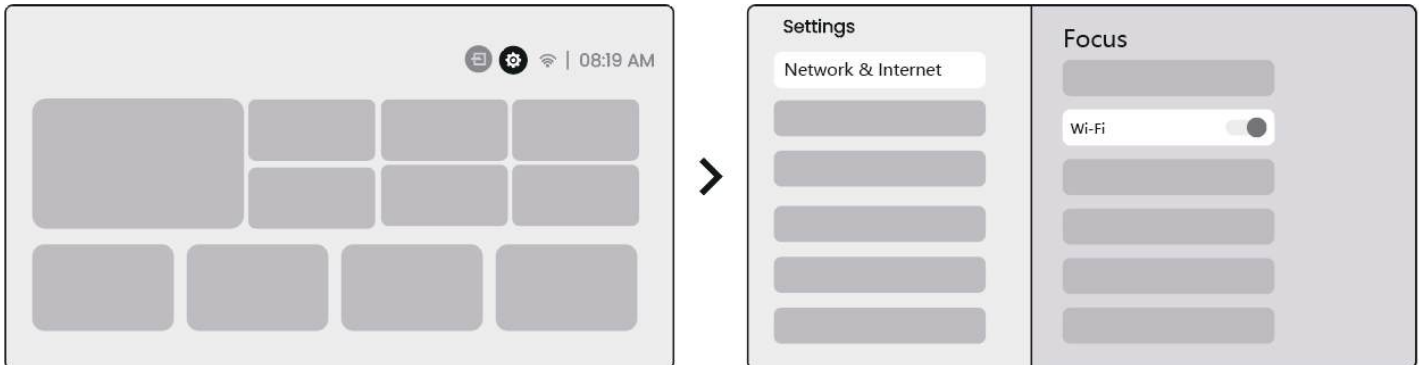 | 08:19 AM
Settings
Network & Internet
Focus
Wi-Fi